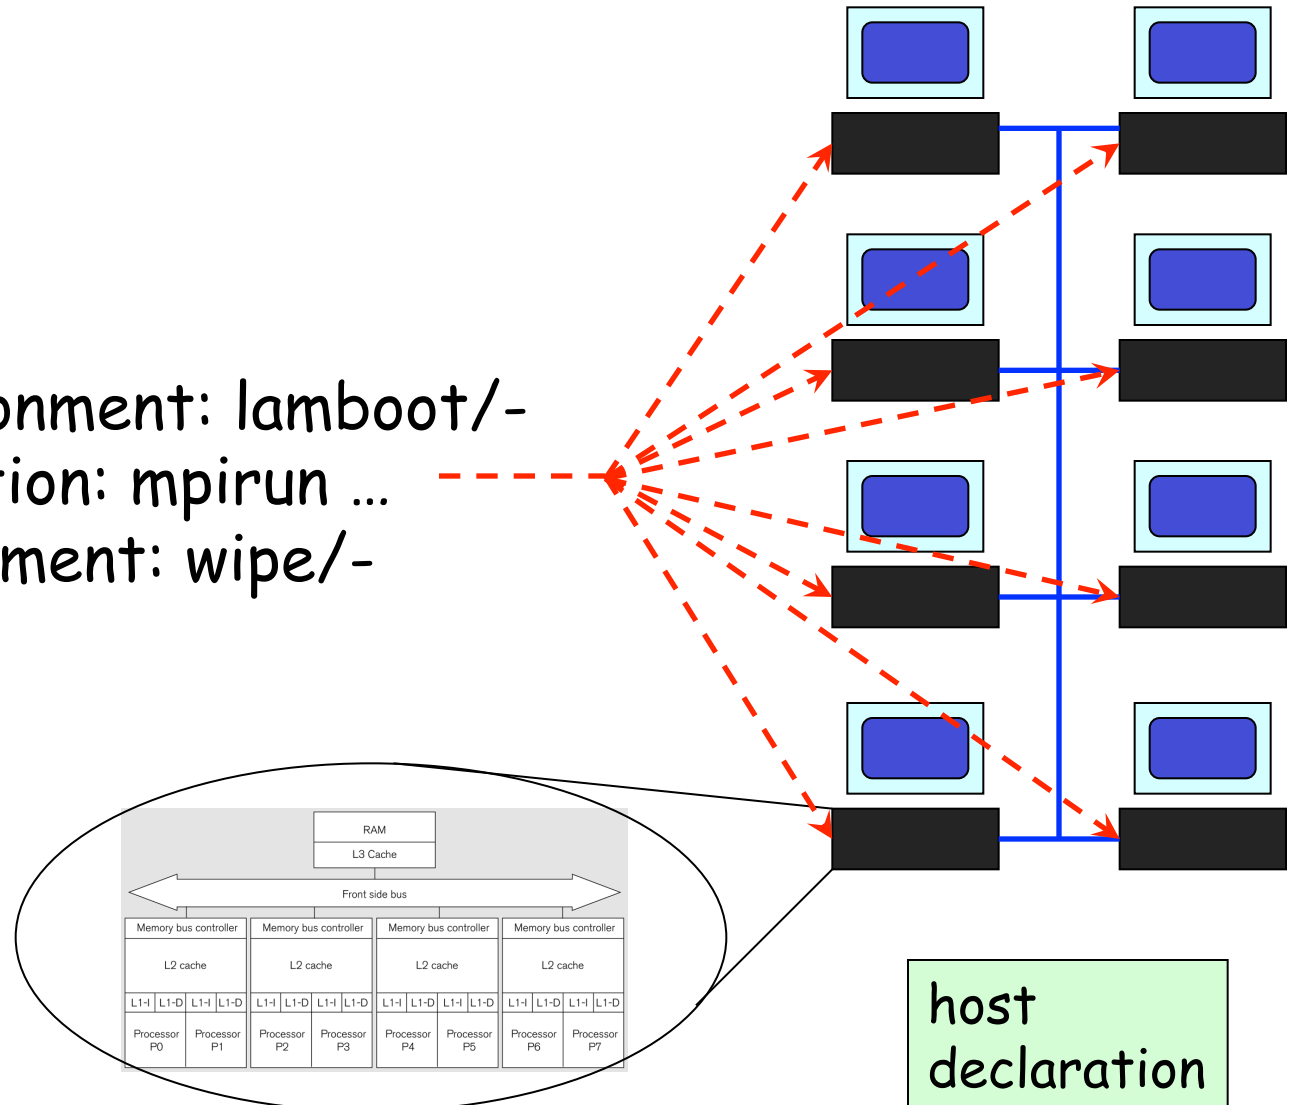 onment: lamboot/-
tion: mpirun ...
ment: wipe/-
RAM
L3 Cache
Front side bus
Memory bus controller Memory bus controller Memory bus controller Memory bus controller
L2 cache L2 cache L2 cache L2 cache
L1-I L1-D L1-I L1-D L1-I L1-D L1-I L1-D L1-I L1-D L1-I L1-D L1-I L1-D L1-I L1-D
Processor Processor Processor Processor Processor Processor Processor Processor
P0 P1 P2 P3 P4 P5 P6 P7
host
declaration